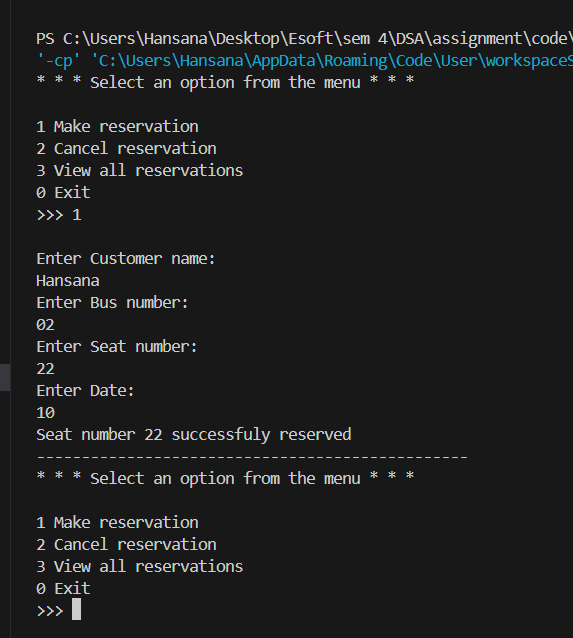 PS C:\Users\Hansana\Desktop\Esoft\sem 4\DSA\assignment\code\
'-cp' 'C:\Users\Hansana\AppData\Roaming\Code\User\workspaceS
* * * Select an option from the menu * * *
1 Make reservation
2 Cancel reservation
3 View all reservations
0 Exit
>>> 1
Enter Customer name:
Hansana
Enter Bus number:
02
Enter Seat number:
22
Enter Date:
10
Seat number 22 successfuly reserved
------------------------------------------------
* * * Select an option from the menu * * *
1 Make reservation
2 Cancel reservation
3 View all reservations
0 Exit
>>>